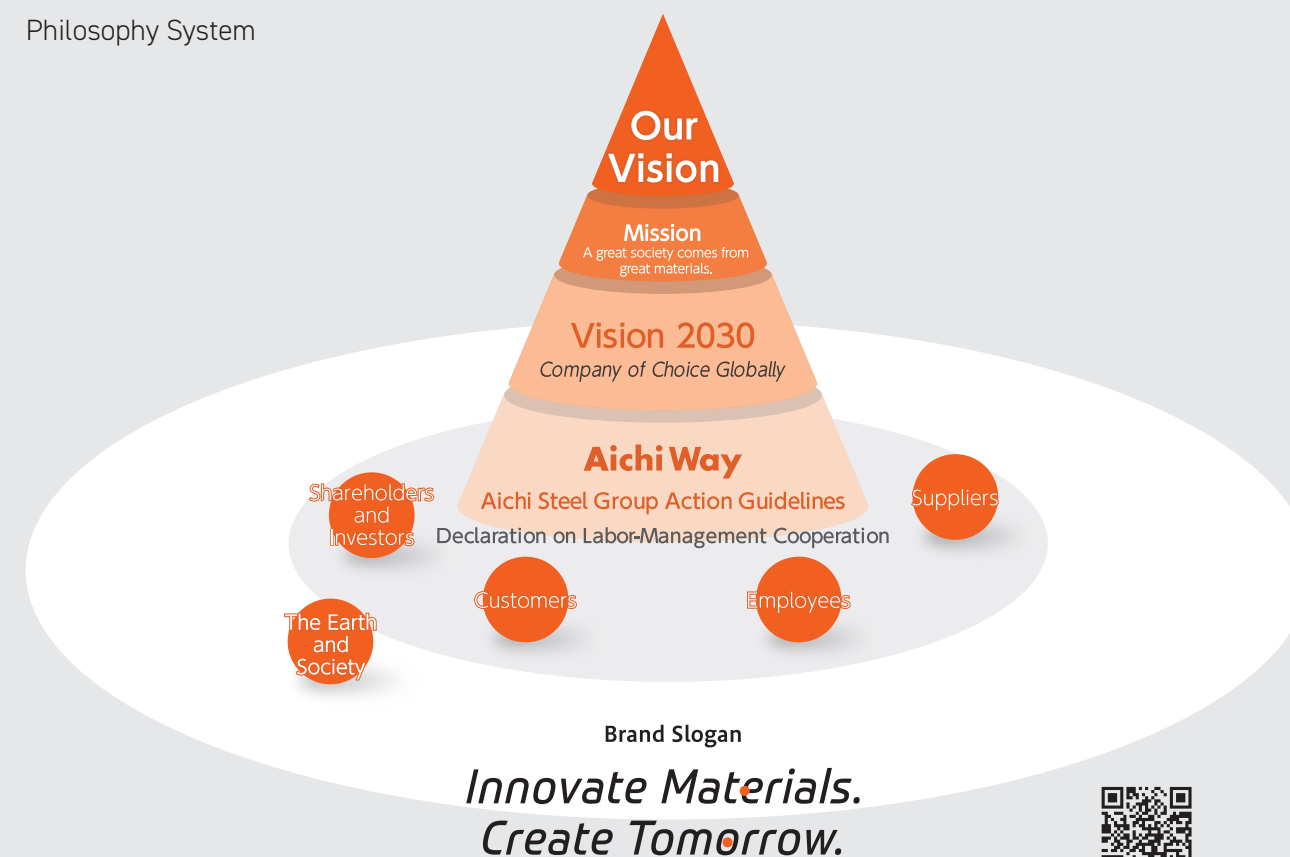 Philosophy System
Our
Vision
Mission
A great society comes from
great materials.
Vision 2030
Company of Choice Globally
Aichi Way
Aichi Steel Group Action Guidelines
Declaration on Labor-Management Cooperation
Shareholders
and
Investors
Suppliers
Customers
Employees
The Earth
and
Society
Brand Slogan
Innovate Materials.
Create Tomorrow.